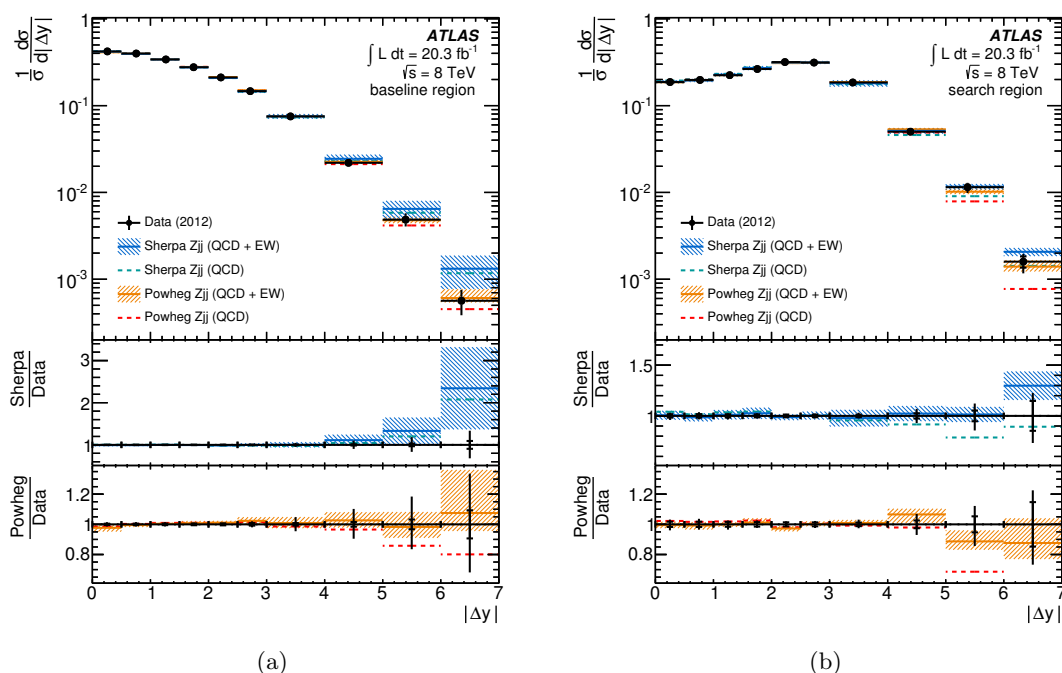 ATLAS
∫ L dt = 20.3 fb⁻¹
√s = 8 TeV
baseline region
1/σ dσ/d|Δy|
1
10⁻¹
10⁻²
10⁻³
Data (2012)
Sherpa Zjj (QCD + EW)
Sherpa Zjj (QCD)
Powheg Zjj (QCD + EW)
Powheg Zjj (QCD)
Sherpa
Data
3
2
1
Powheg
Data
1.2
1
0.8
0 1 2 3 4 5 6 7
|Δy|
(a)
ATLAS
∫ L dt = 20.3 fb⁻¹
√s = 8 TeV
search region
1/σ dσ/d|Δy|
1
10⁻¹
10⁻²
10⁻³
Data (2012)
Sherpa Zjj (QCD + EW)
Sherpa Zjj (QCD)
Powheg Zjj (QCD + EW)
Powheg Zjj (QCD)
Sherpa
Data
1.5
1
Powheg
Data
1.2
1
0.8
0 1 2 3 4 5 6 7
|Δy|
(b)